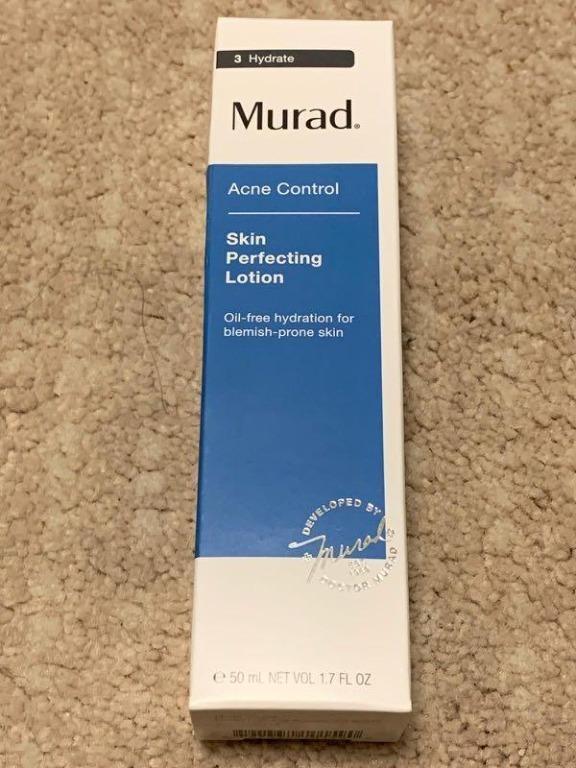 3 Hydrate
Murad®
Acne Control
Skin
Perfecting
Lotion
Oil-free hydration for
blemish-prone skin
DEVELOPED BY
Murad
DOCTOR MURAD
℮ 50 mL NET VOL 1.7 FL OZ